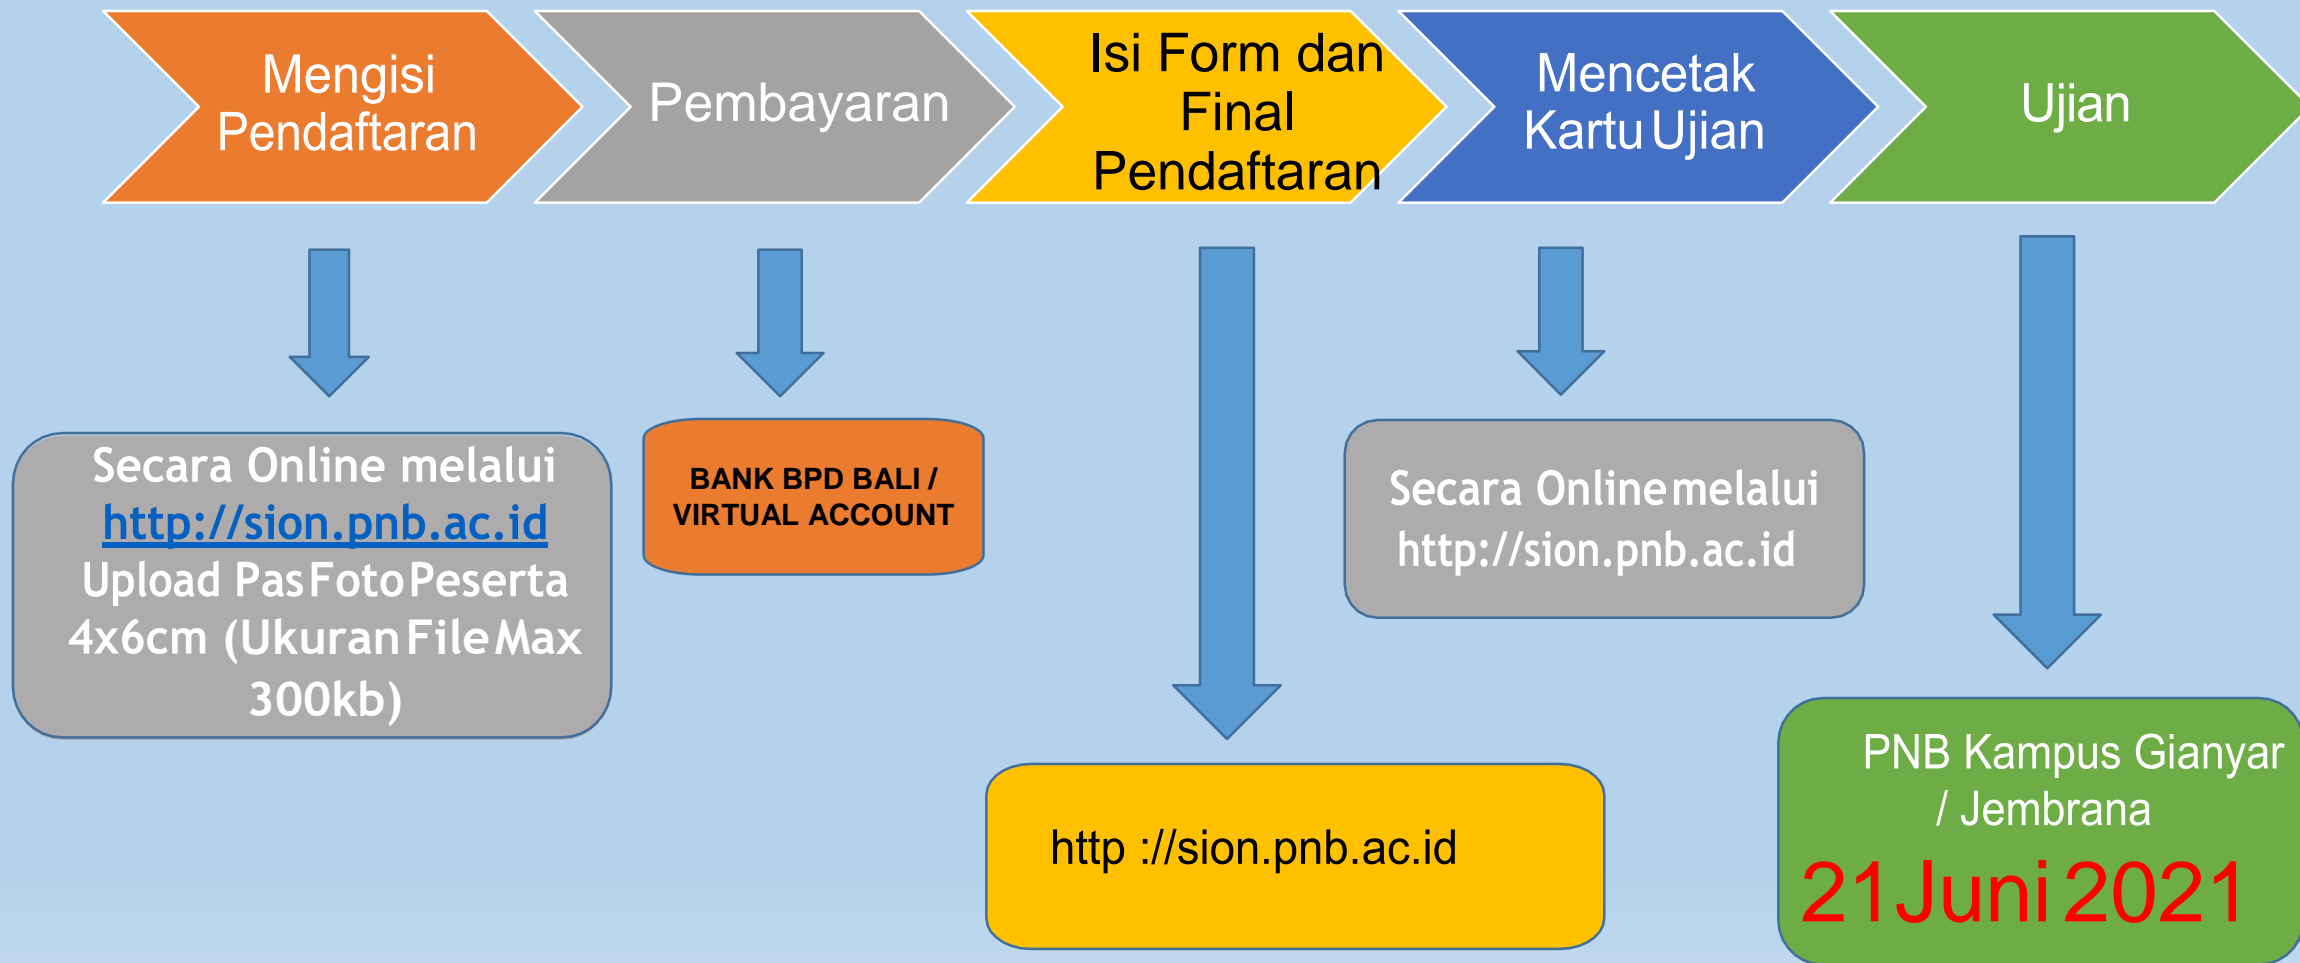 Mengisi
Pendaftaran
Pembayaran
Isi Form dan
Final
Pendaftaran
Mencetak
Kartu Ujian
Ujian
Secara Online melalui
http://sion.pnb.ac.id
Upload Pas Foto Peserta
4x6cm (Ukuran File Max
300kb)
BANK BPD BALI /
VIRTUAL ACCOUNT
http ://sion.pnb.ac.id
Secara Online melalui
http://sion.pnb.ac.id
PNB Kampus Gianyar
/ Jembrana
21 Juni 2021